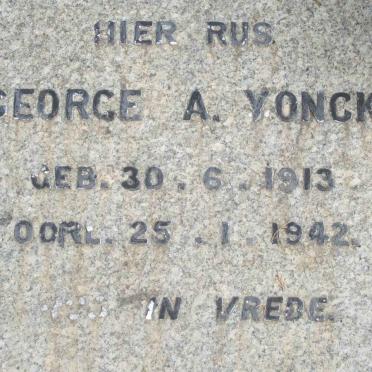 HIER RUS
GEORGE A. YONCK
GEB. 30 . 6 . 1913
OORL. 25 . 1 . 1942.
IN VREDE.